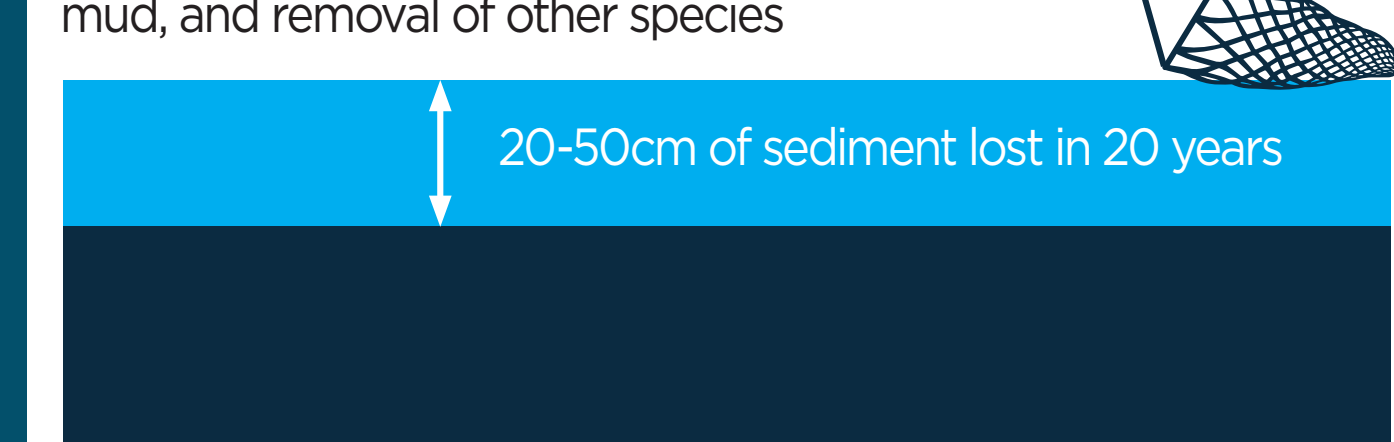 mud, and removal of other species
20-50cm of sediment lost in 20 years